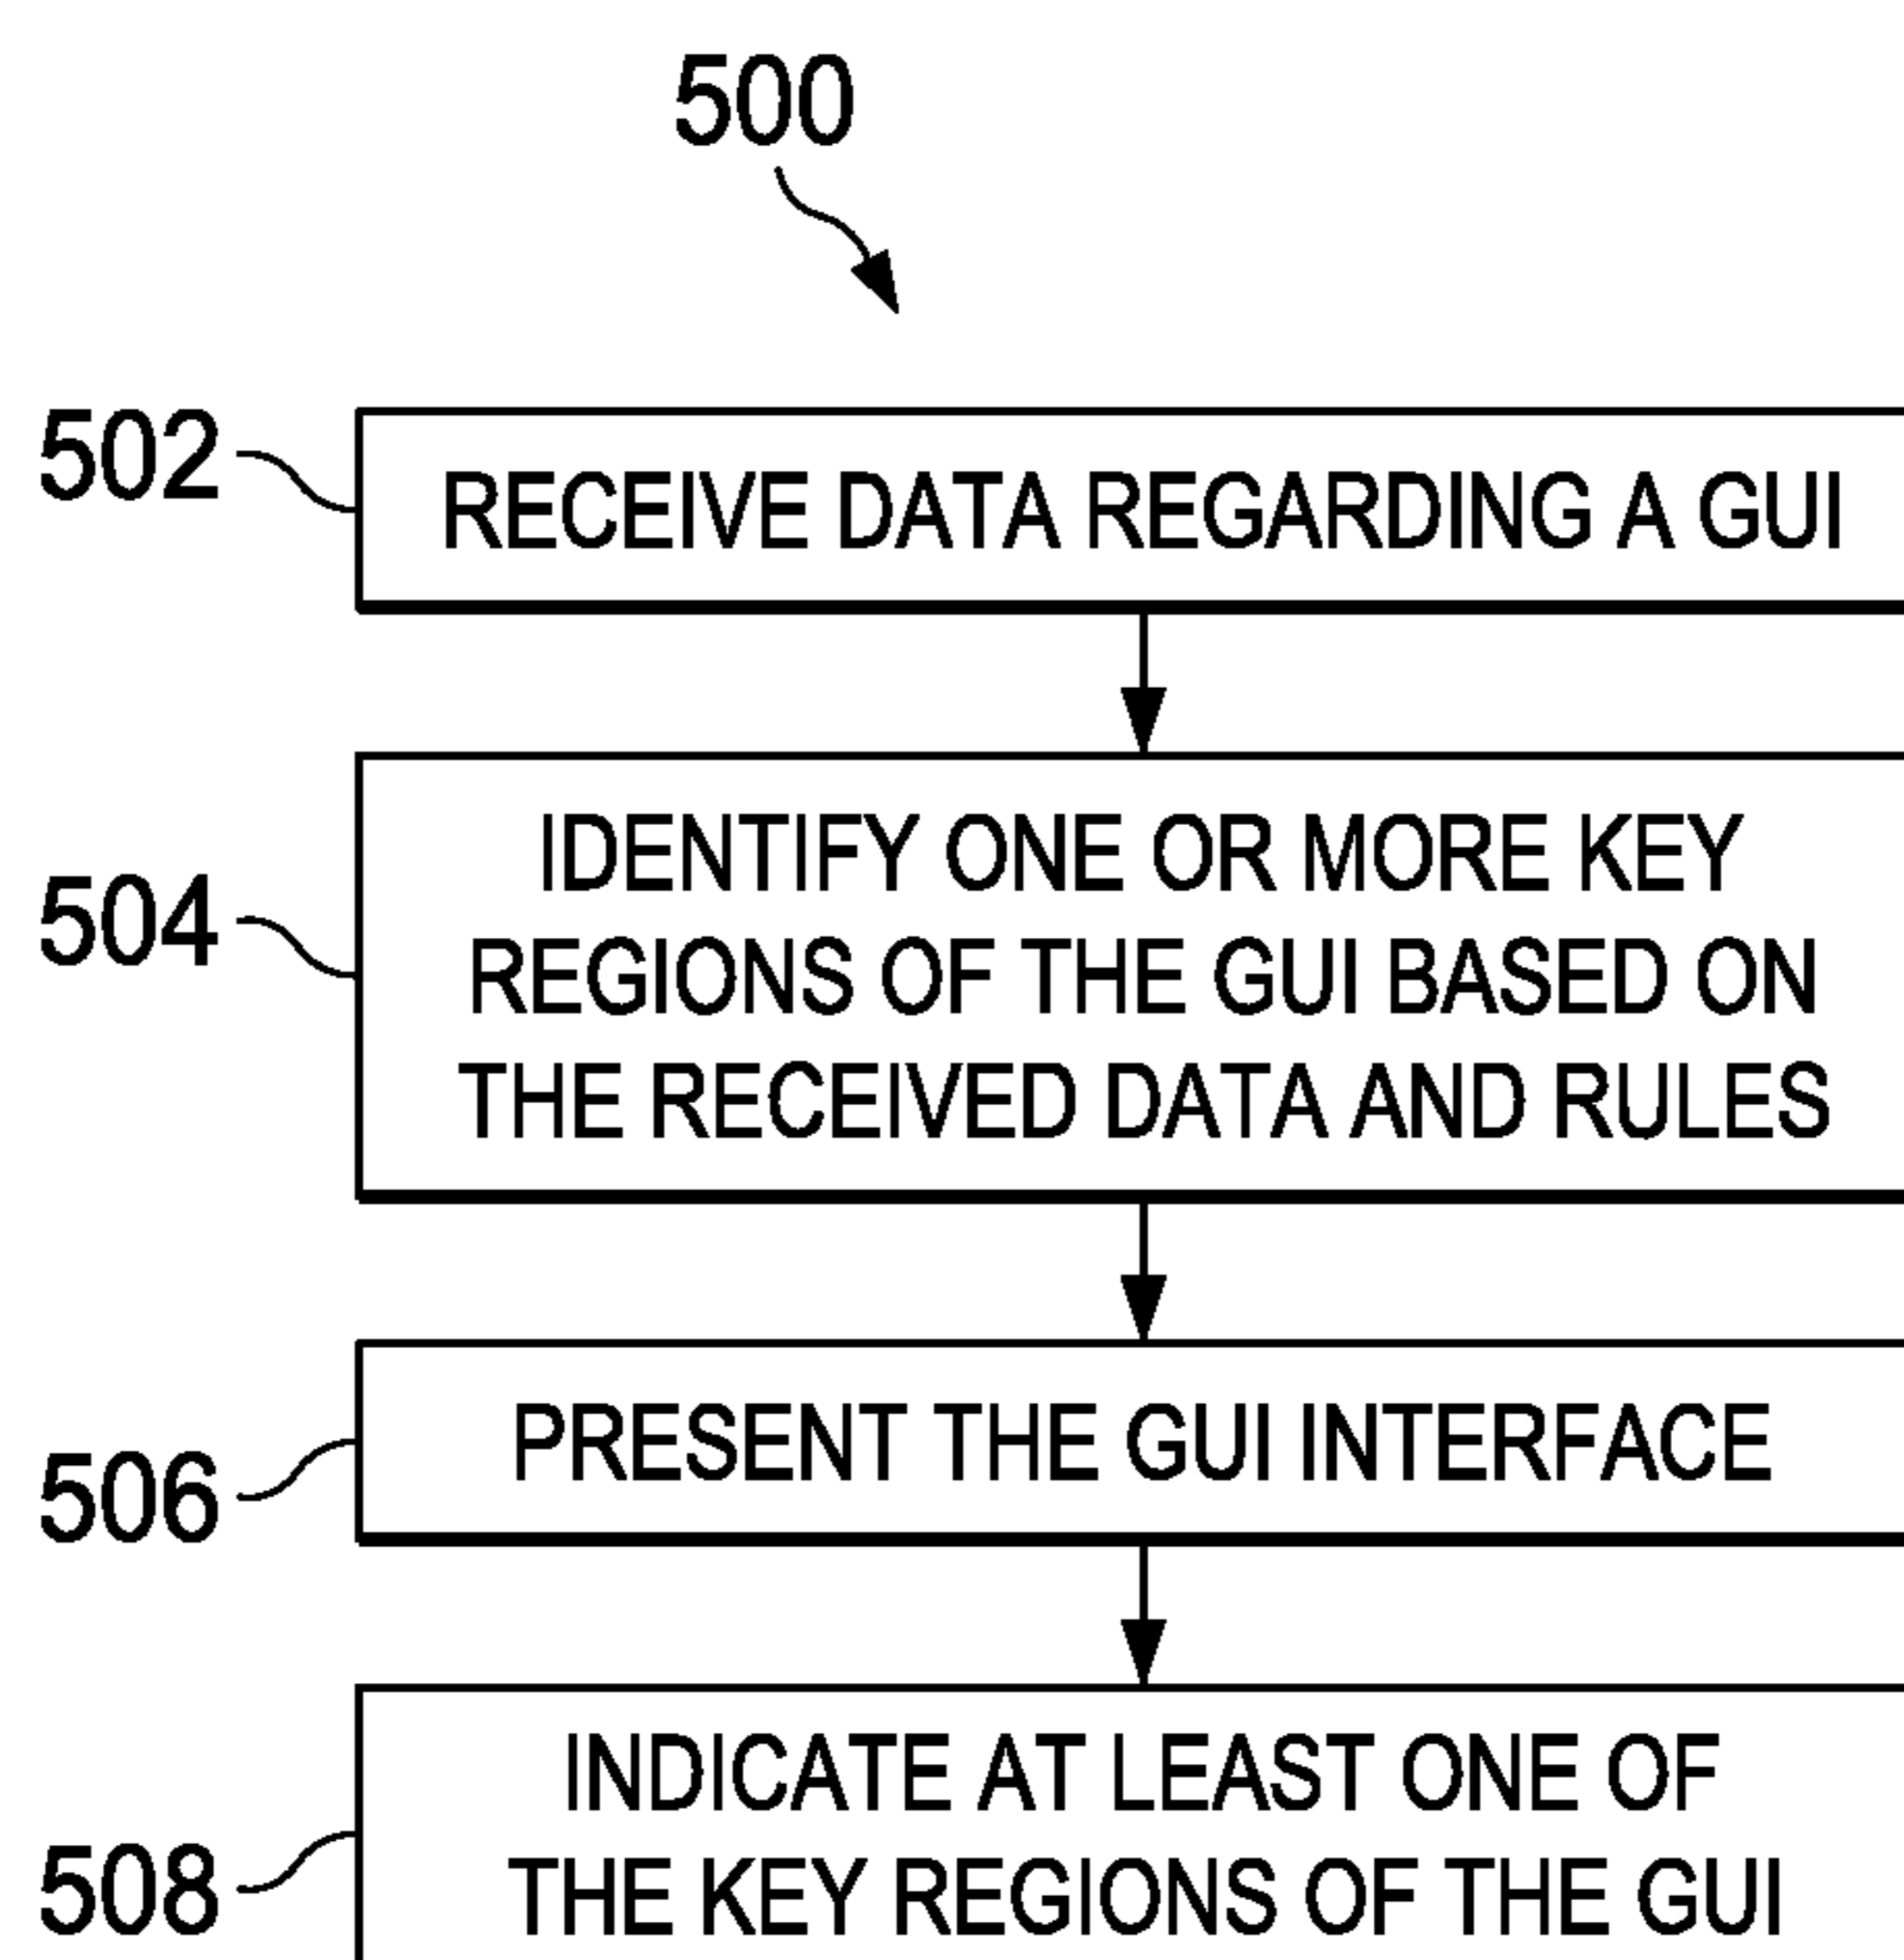 500
502
RECEIVE DATA REGARDING A GUI
504
IDENTIFY ONE OR MORE KEY
REGIONS OF THE GUI BASED ON
THE RECEIVED DATA AND RULES
506
PRESENT THE GUI INTERFACE
508
INDICATE AT LEAST ONE OF
THE KEY REGIONS OF THE GUI